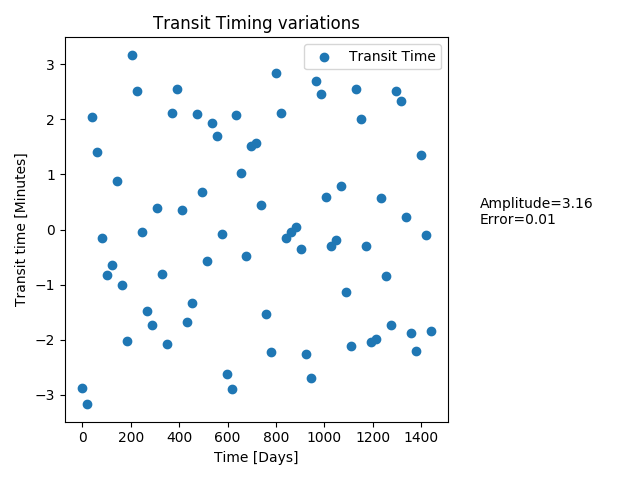 Transit Timing variations
Transit Time
Transit time [Minutes]
3
2
1
0
−1
−2
−3
0
200
400
600
800
1000
1200
1400
Time [Days]
Amplitude=3.16
Error=0.01